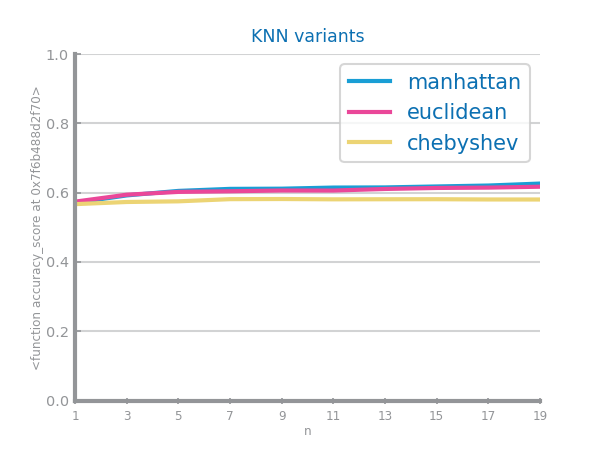 KNN variants
<function accuracy_score at 0x7f6b488d2f70>
1.0
0.8
0.6
0.4
0.2
0.0
manhattan
euclidean
chebyshev
1 3 5 7 9 11 13 15 17 19
n